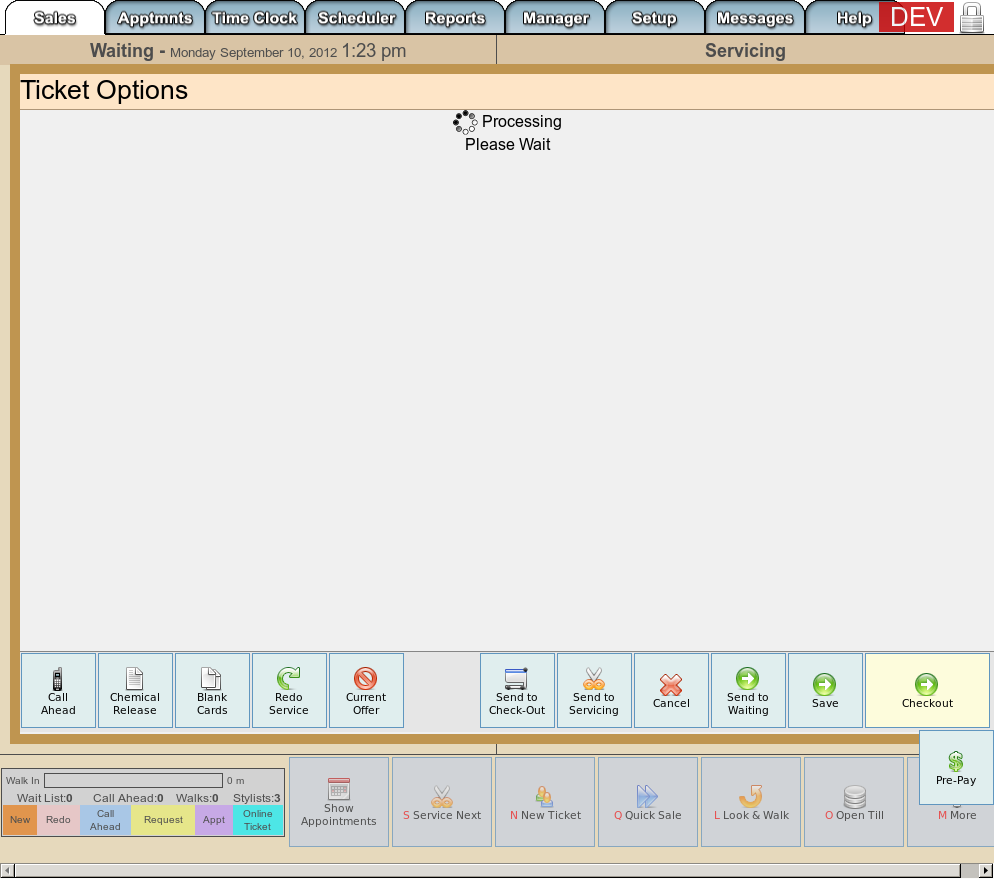 Sales Apptmnts Time Clock Scheduler Reports Manager Setup Messages Help DEV
Waiting - Monday September 10, 2012 1:23 pm Servicing
Ticket Options
Processing
Please Wait
Call
Ahead
Chemical
Release
Blank
Cards
Redo
Service
Current
Offer
Send to
Check-Out
Send to
Servicing
Cancel
Send to
Waiting
Save
Checkout
Pre-Pay
Walk In 0 m
Wait List:0 Call Ahead:0 Walks:0 Stylists:3
New
Redo
Call
Ahead
Request
Appt
Online
Ticket
Show
Appointments
S Service Next
N New Ticket
Q Quick Sale
L Look & Walk
O Open Till
M More